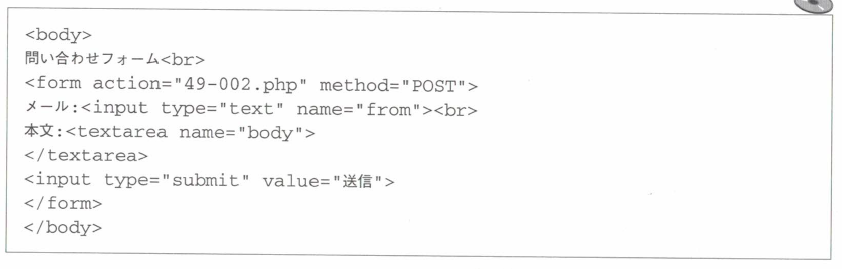 <body>
問い合わせフォーム<br>
<form action="49-002.php" method="POST">
メール:<input type="text" name="from"><br>
本文:<textarea name="body">
</textarea>
<input type="submit" value="送信">
</form>
</body>